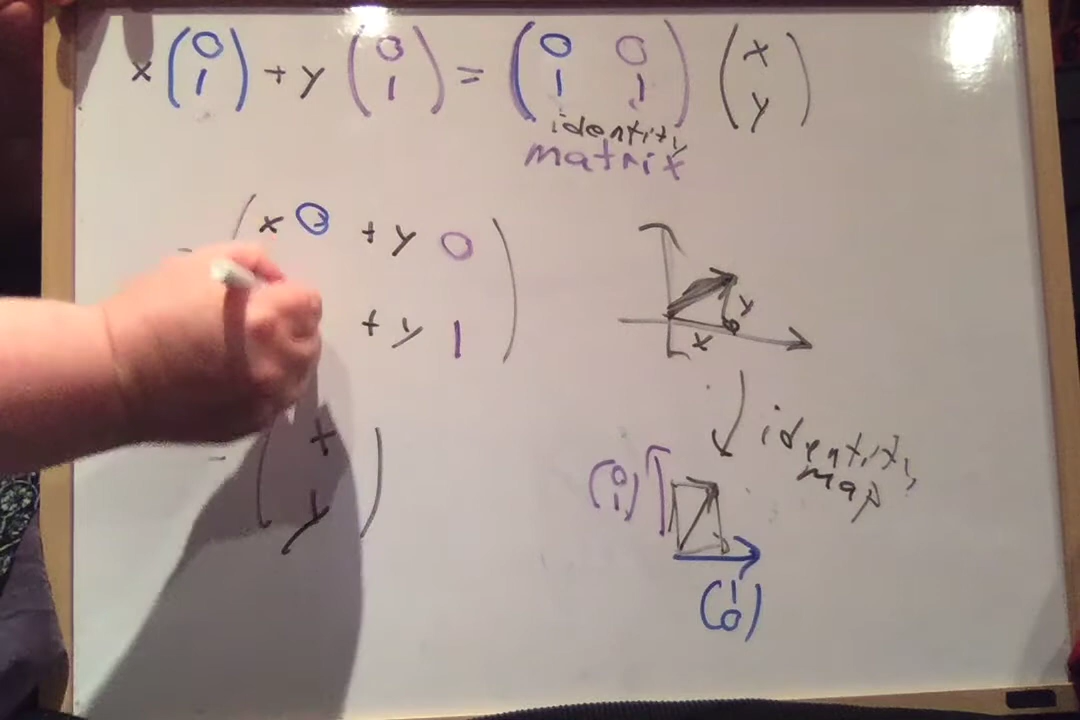 x (0 1) + y (0 1) = (0 0 1 1) (x y)
identity
matrix
x 0 + y 0
+ y 1
y
x
identity
map
(0 1)
y
(1 0)